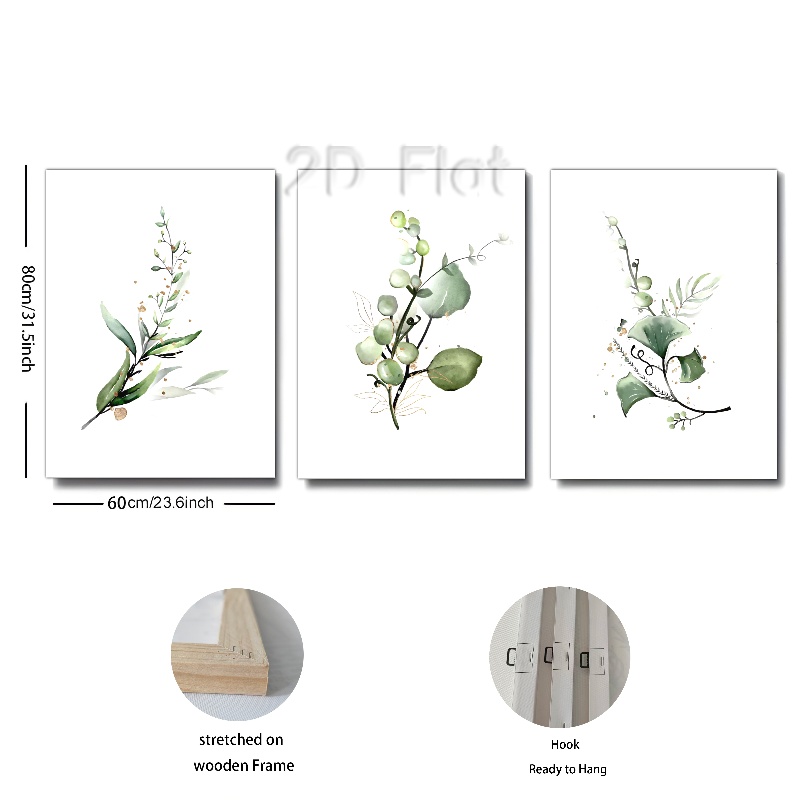 2D Flat
80cm/31.5inch
60cm/23.6inch
stretched on
wooden Frame
Hook
Ready to Hang